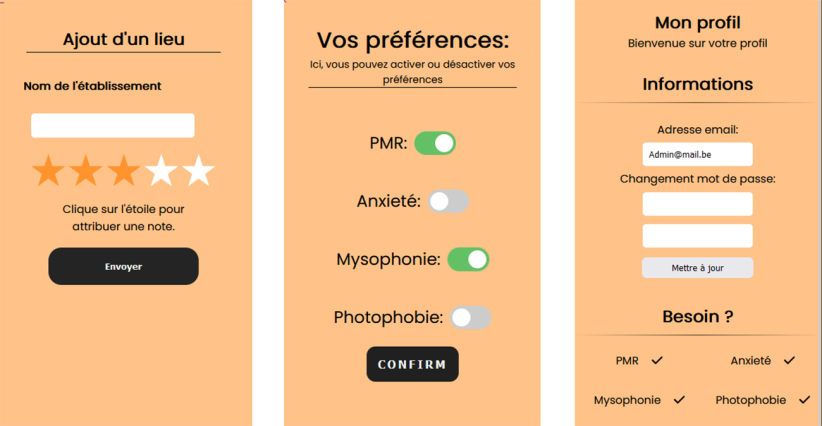 Ajout d'un lieu
Nom de l'établissement
Clique sur l'étoile pour
attribuer une note.
Envoyer
Vos préférences:
Ici, vous pouvez activer ou désactiver vos
préférences
PMR:
Anxieté:
Mysophonie:
Photophobie:
CONFIRM
Mon profil
Bienvenue sur votre profil
Informations
Adresse email:
Admin@mail.be
Changement mot de passe:
Mettre à jour
Besoin ?
PMR Anxieté
Mysophonie Photophobie